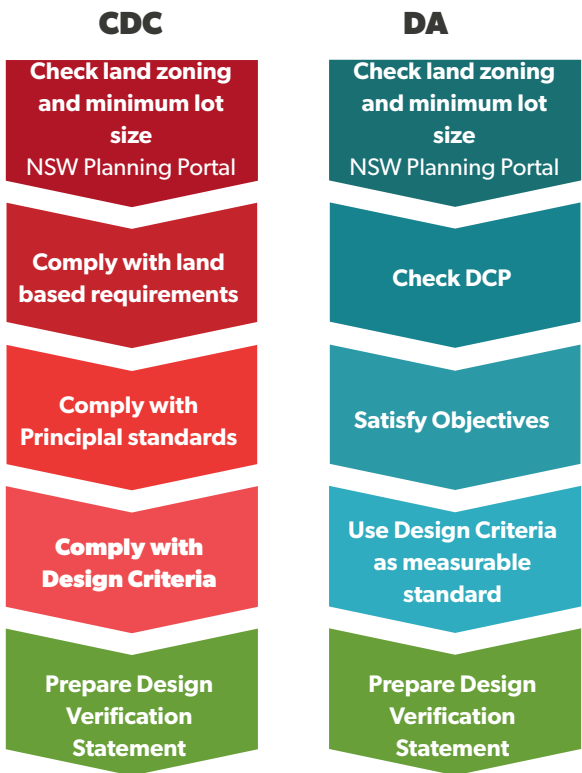 CDC
Check land zoning
and minimum lot
size
NSW Planning Portal
Comply with land
based requirements
Comply with
Principlal standards
Comply with
Design Criteria
Prepare Design
Verification
Statement
DA
Check land zoning
and minimum lot
size
NSW Planning Portal
Check DCP
Satisfy Objectives
Use Design Criteria
as measurable
standard
Prepare Design
Verification
Statement